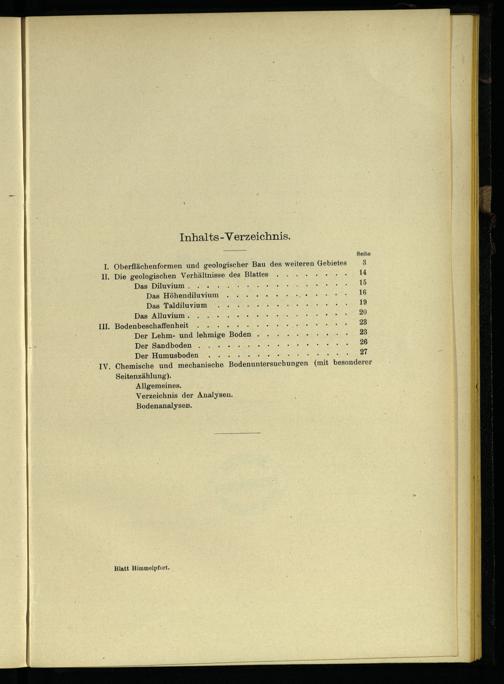 Inhalts-Verzeichnis.
Seite
I. Oberflächenformen und geologischer Bau des weiteren Gebietes 3
II. Die geologischen Verhältnisse des Blattes . . . . . . . . 14
Das Diluvium . . . . . . . . . . . . . . . . 15
Das Höhendiluvium . . . . . . . . . . . . 16
Das Taldiluvium . . . . . . . . . . . . . 19
Das Alluvium . . . . . . . . . . . . . . . . 20
III. Bodenbeschaffenheit . . . . . . . . . . . . . . . 23
Der Lehm- und lehmige Boden . . . . . . . . . . 23
Der Sandboden . . . . . . . . . . . . . . . 26
Der Humusboden . . . . . . . . . . . . . . 27
IV. Chemische und mechanische Bodenuntersuchungen (mit besonderer
Seitenzählung).
Allgemeines.
Verzeichnis der Analysen.
Bodenanalysen.
Blatt Himmelpfort.